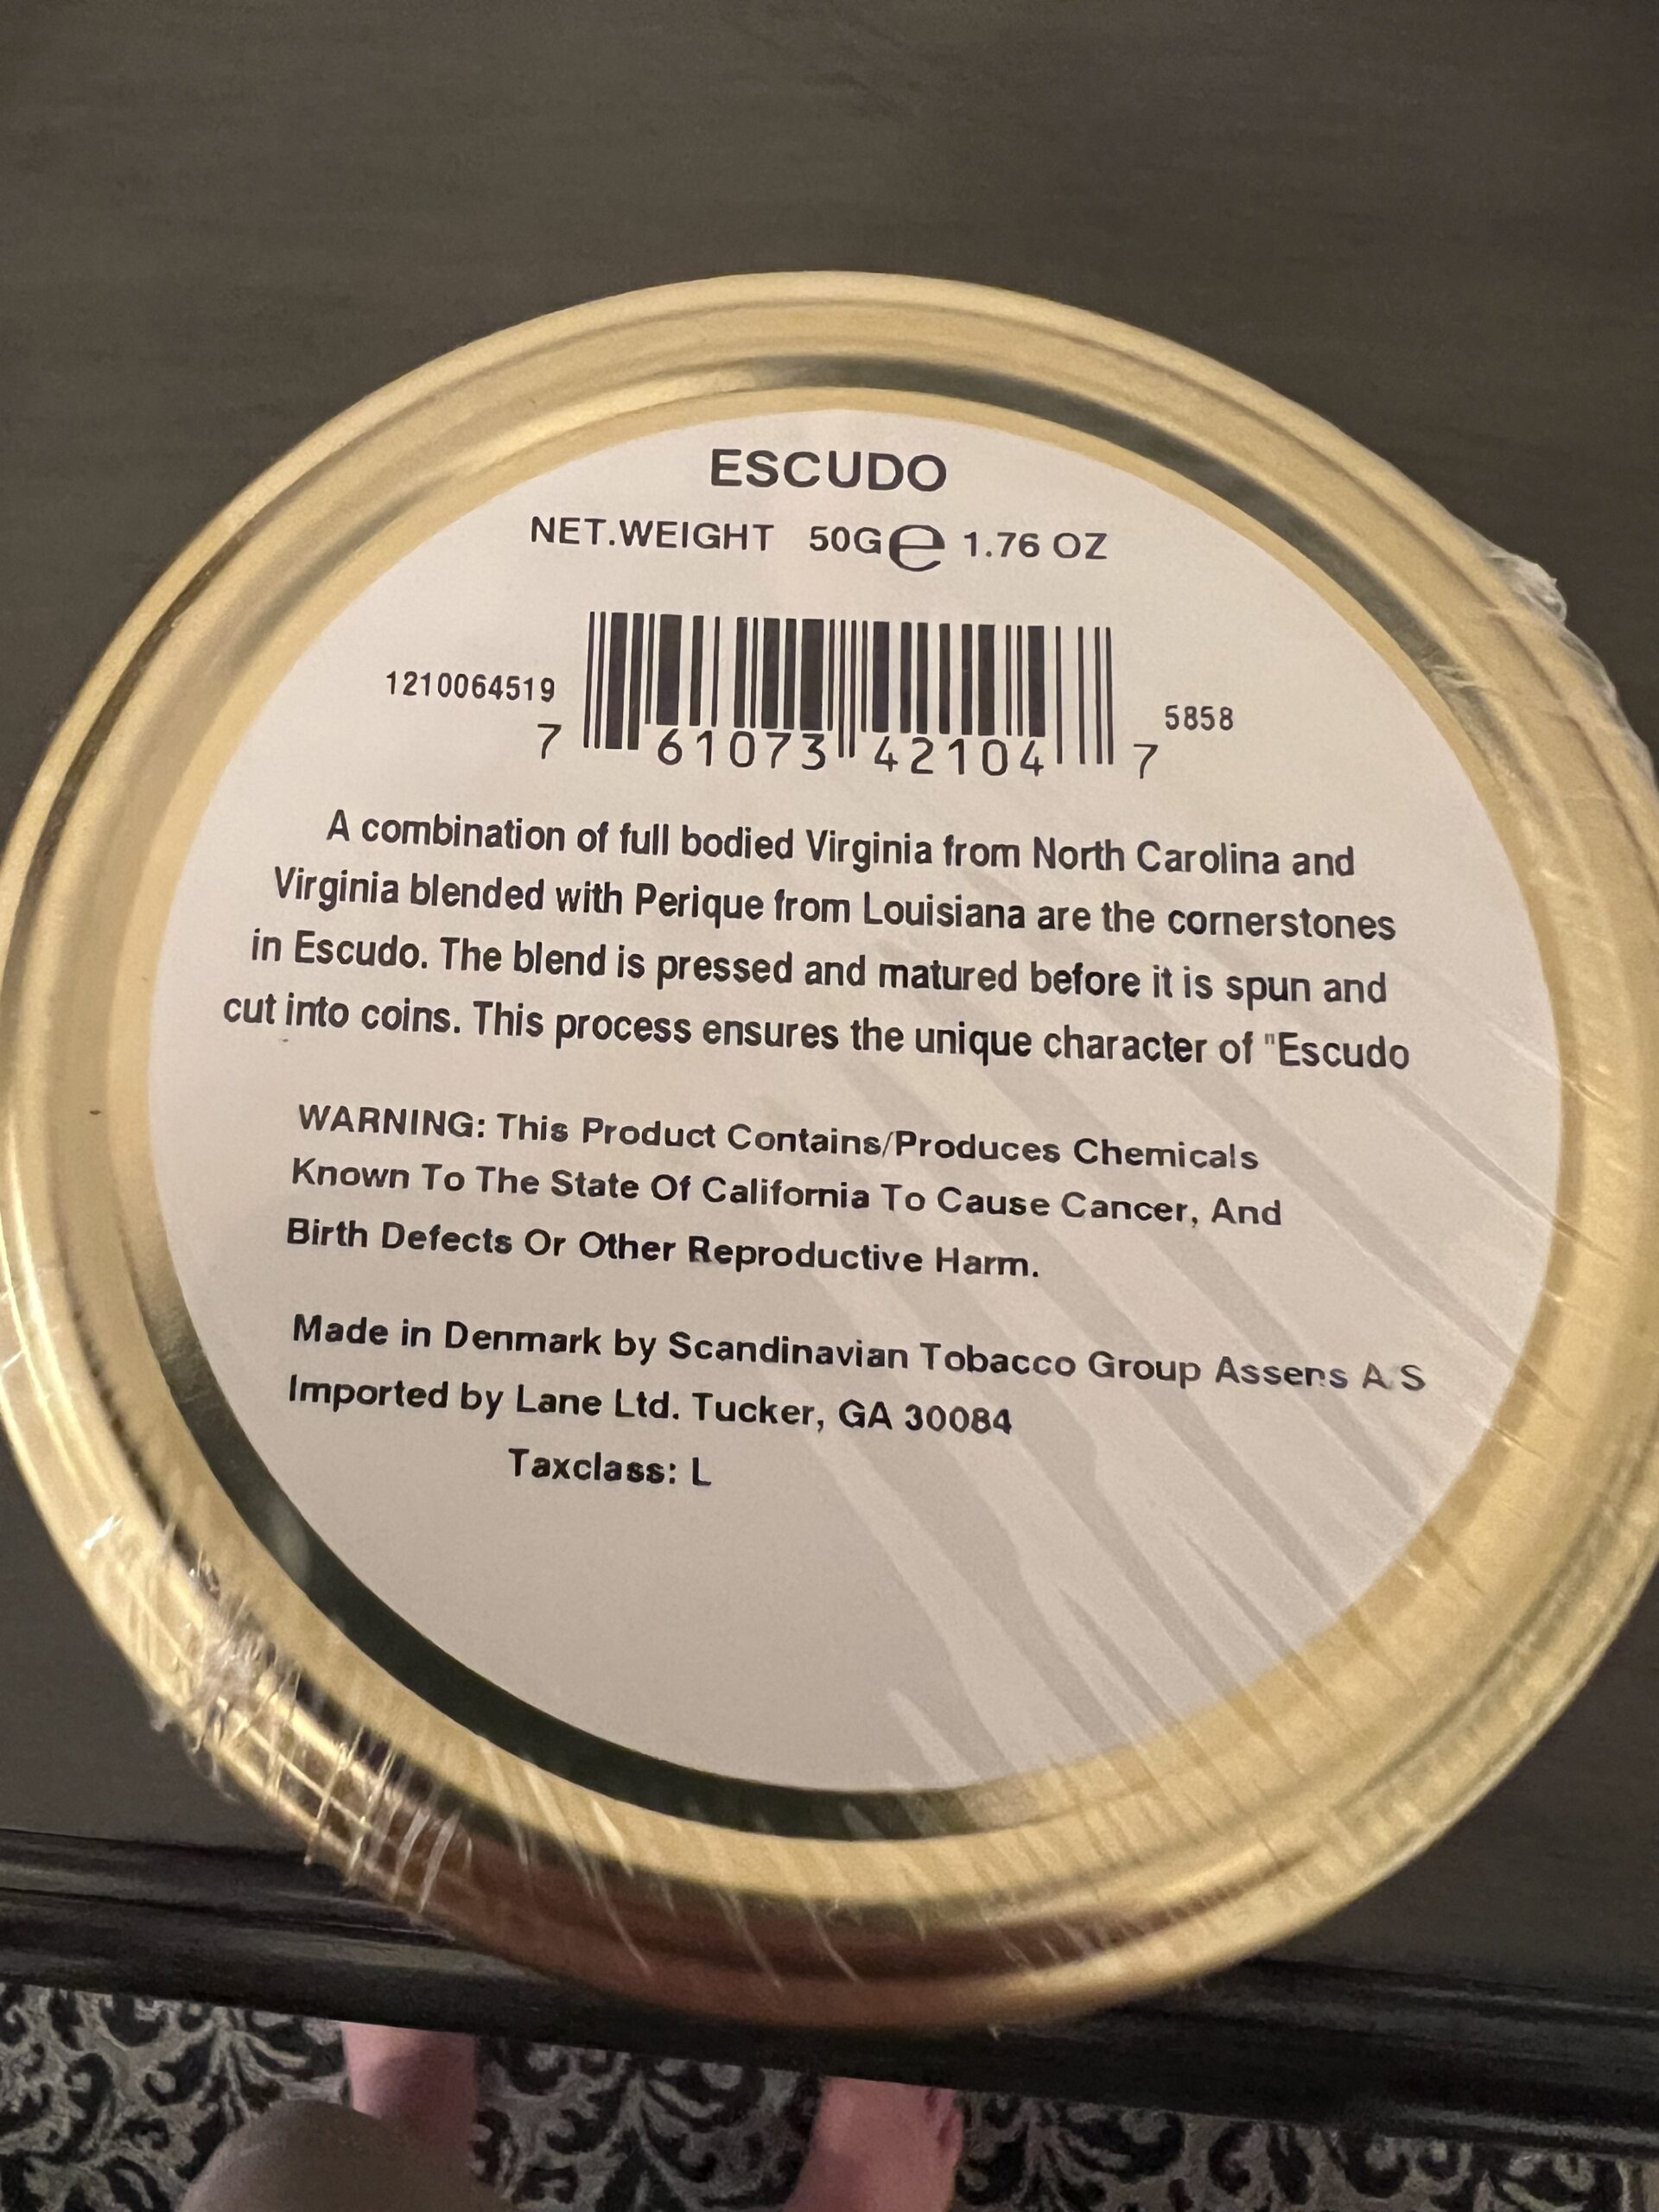 ESCUDO
NET.WEIGHT 50G℮ 1.76 OZ
1210064519
5858
7 61073 42104 7
A combination of full bodied Virginia from North Carolina and
Virginia blended with Perique from Louisiana are the cornerstones
in Escudo. The blend is pressed and matured before it is spun and
cut into coins. This process ensures the unique character of "Escudo
WARNING: This Product Contains/Produces Chemicals
Known To The State Of California To Cause Cancer, And
Birth Defects Or Other Reproductive Harm.
Made in Denmark by Scandinavian Tobacco Group Assens A S
Imported by Lane Ltd. Tucker, GA 30084
Taxclass: L